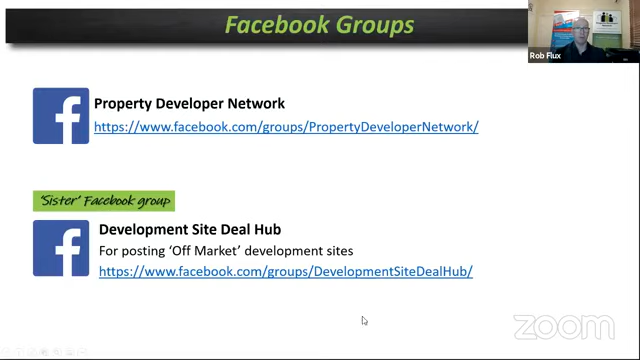 Facebook Groups
Rob Flux
Property Developer Network
https://www.facebook.com/groups/PropertyDeveloperNetwork/
'Sister' Facebook group
Development Site Deal Hub
For posting 'Off Market' development sites
https://www.facebook.com/groups/DevelopmentSiteDealHub/
zoom